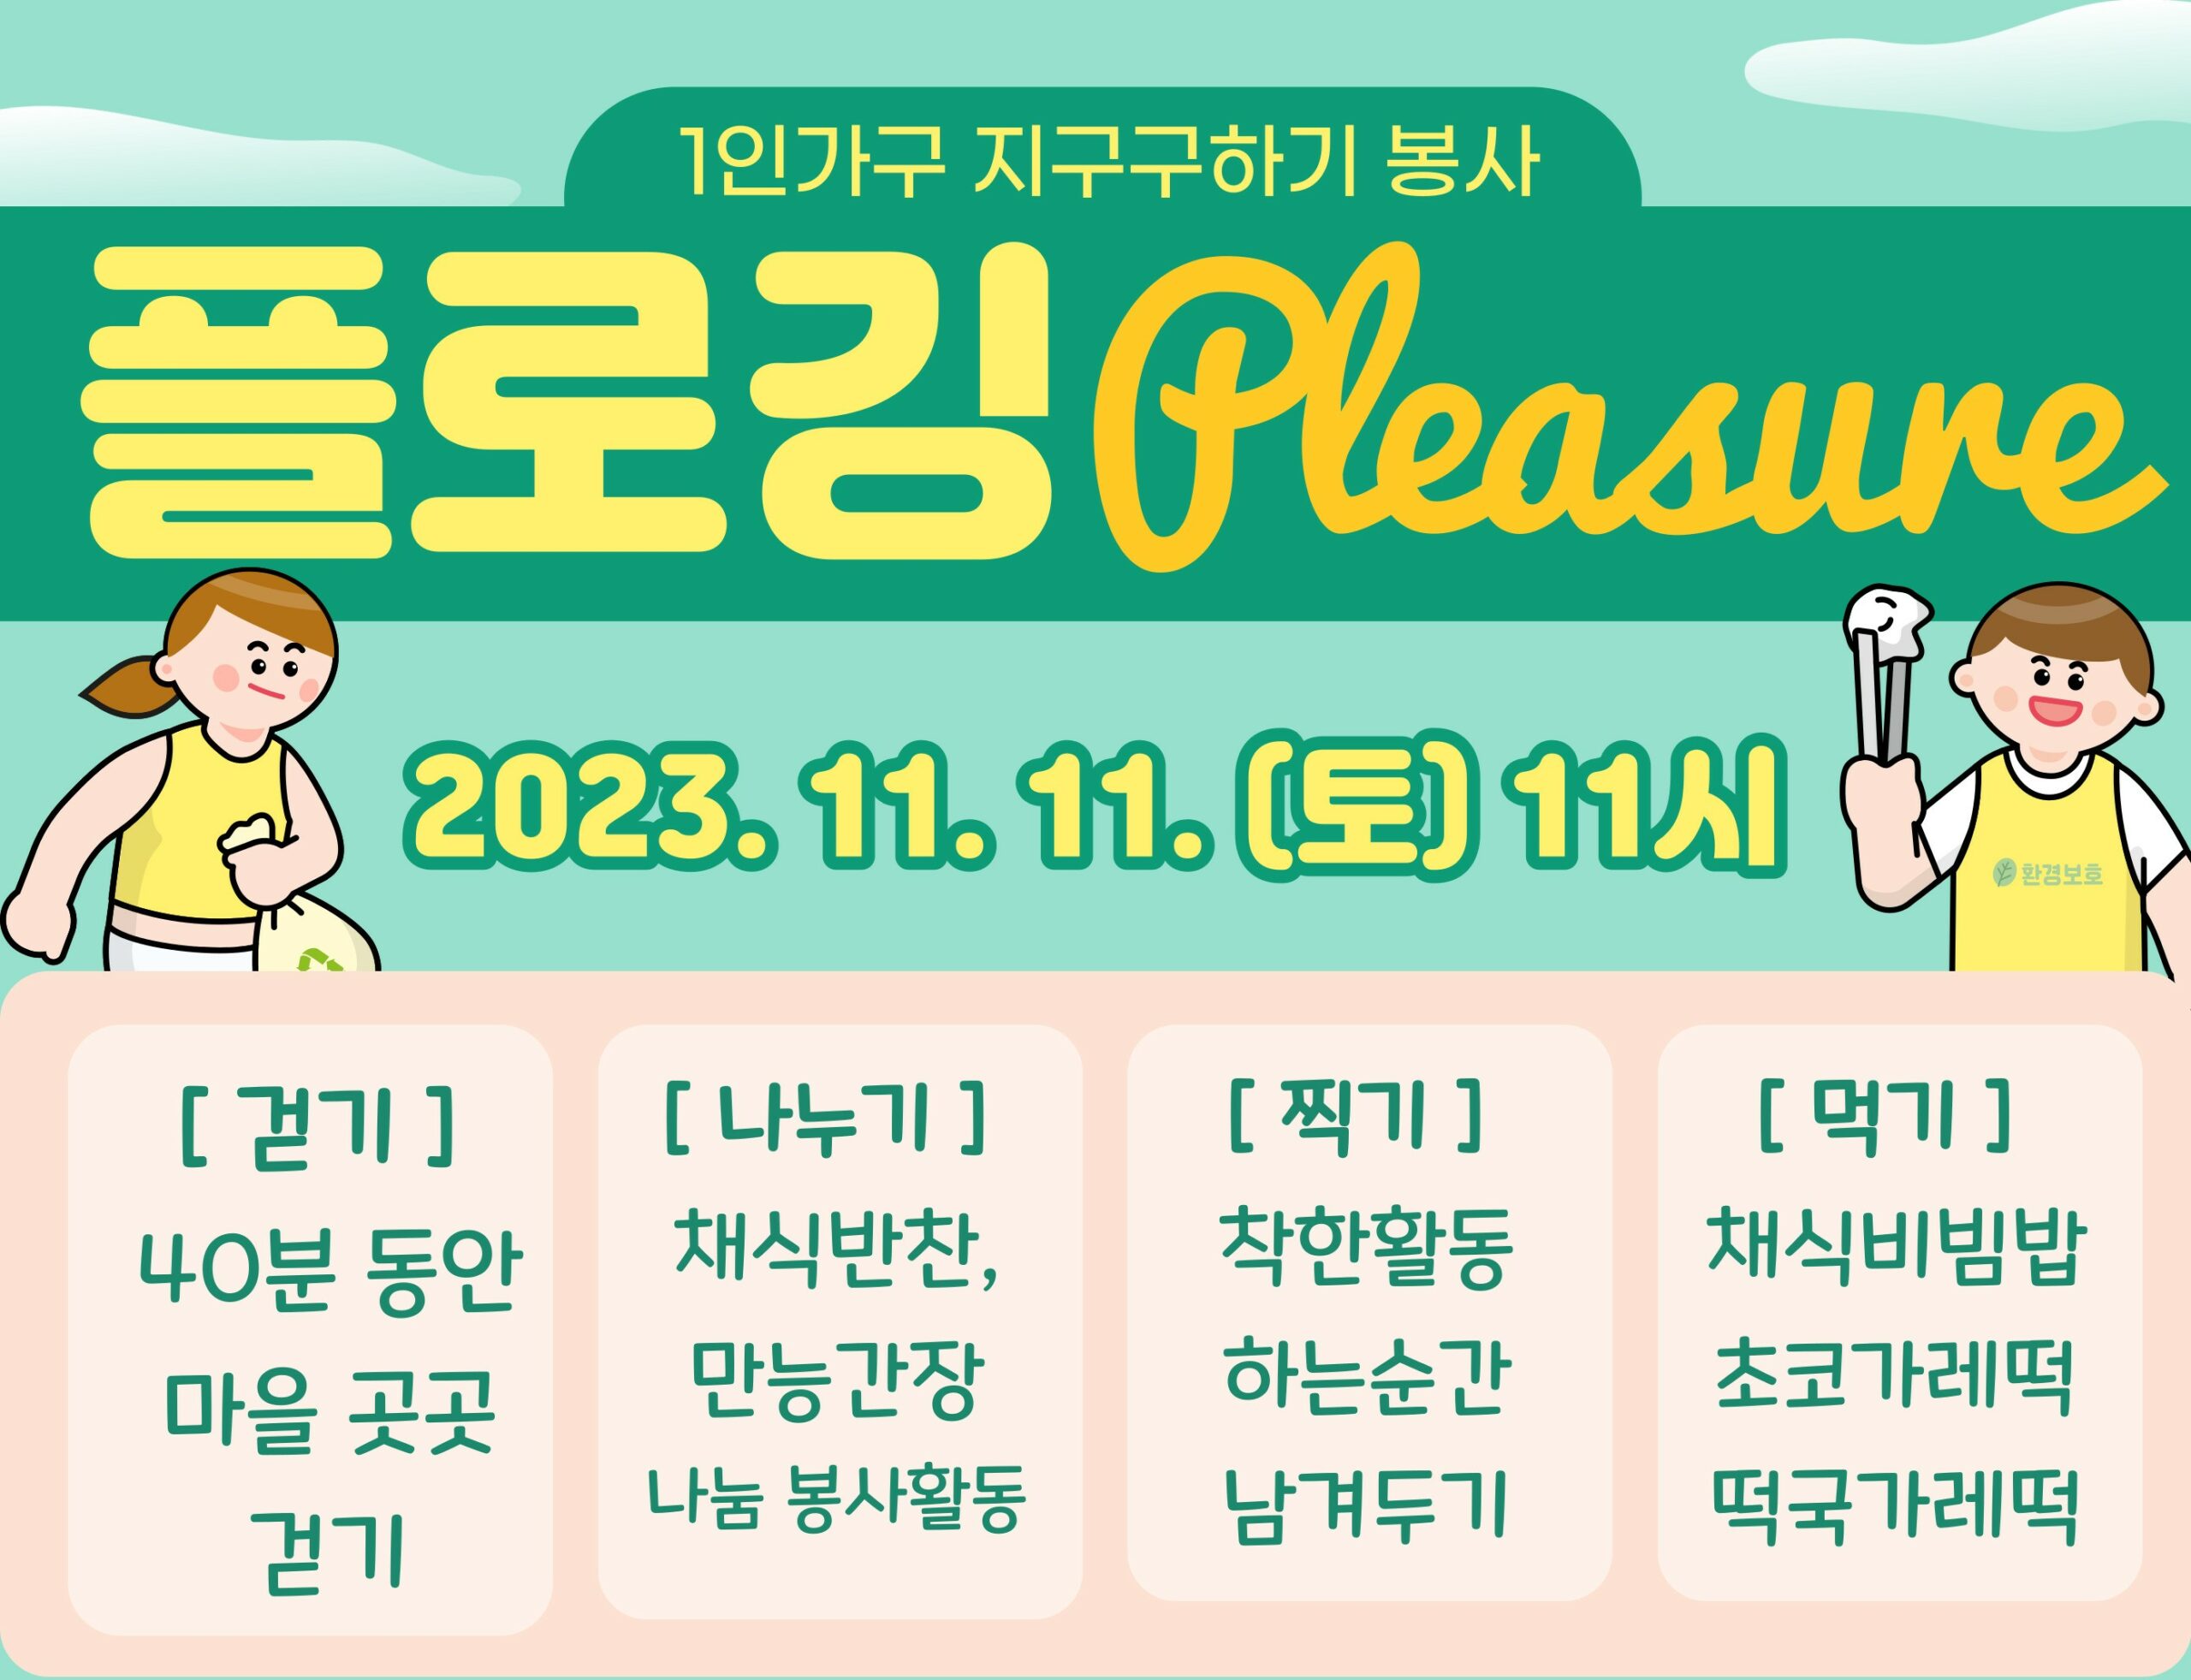 1인가구 지구구하기 봉사
플로깅 Pleasure
2023. 11. 11. (토) 11시
환경보호
[ 걷기 ]
40분 동안
마을 곳곳
걷기
[ 나누기 ]
채식반찬,
만능간장
나눔 봉사활동
[ 찍기 ]
착한활동
하는순간
남겨두기
[ 먹기 ]
채식비빔밥
초코가래떡
떡국가래떡